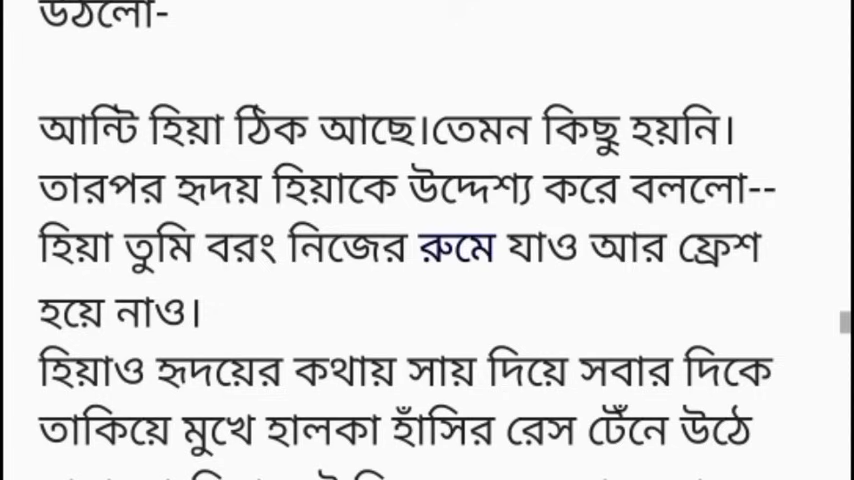 উঠলো-
আন্টি হিয়া ঠিক আছে।তেমন কিছু হয়নি।
তারপর হৃদয় হিয়াকে উদ্দেশ্য করে বললো--
হিয়া তুমি বরং নিজের রুমে যাও আর ফ্রেশ
হয়ে নাও।
হিয়াও হৃদয়ের কথায় সায় দিয়ে সবার দিকে
তাকিয়ে মুখে হালকা হাঁসির রেস টেঁনে উঠে